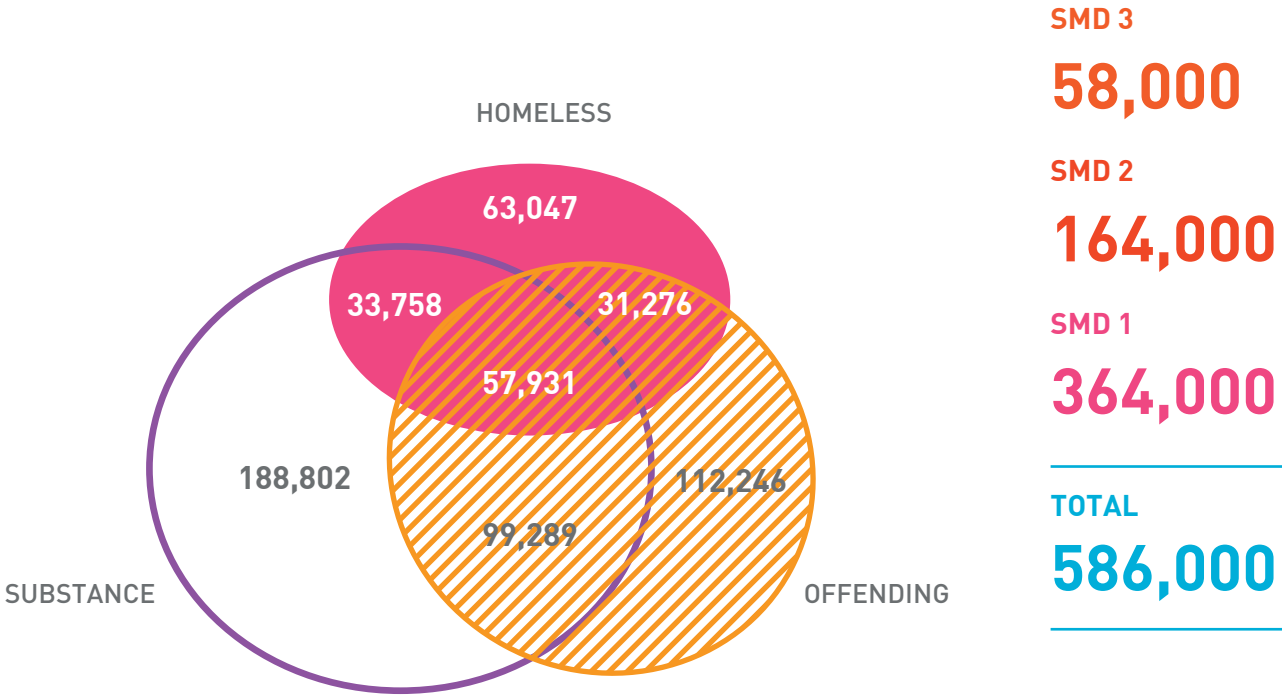 HOMELESS
63,047
33,758
31,276
57,931
188,802
112,246
99,289
SUBSTANCE
OFFENDING
SMD 3
58,000
SMD 2
164,000
SMD 1
364,000
TOTAL
586,000